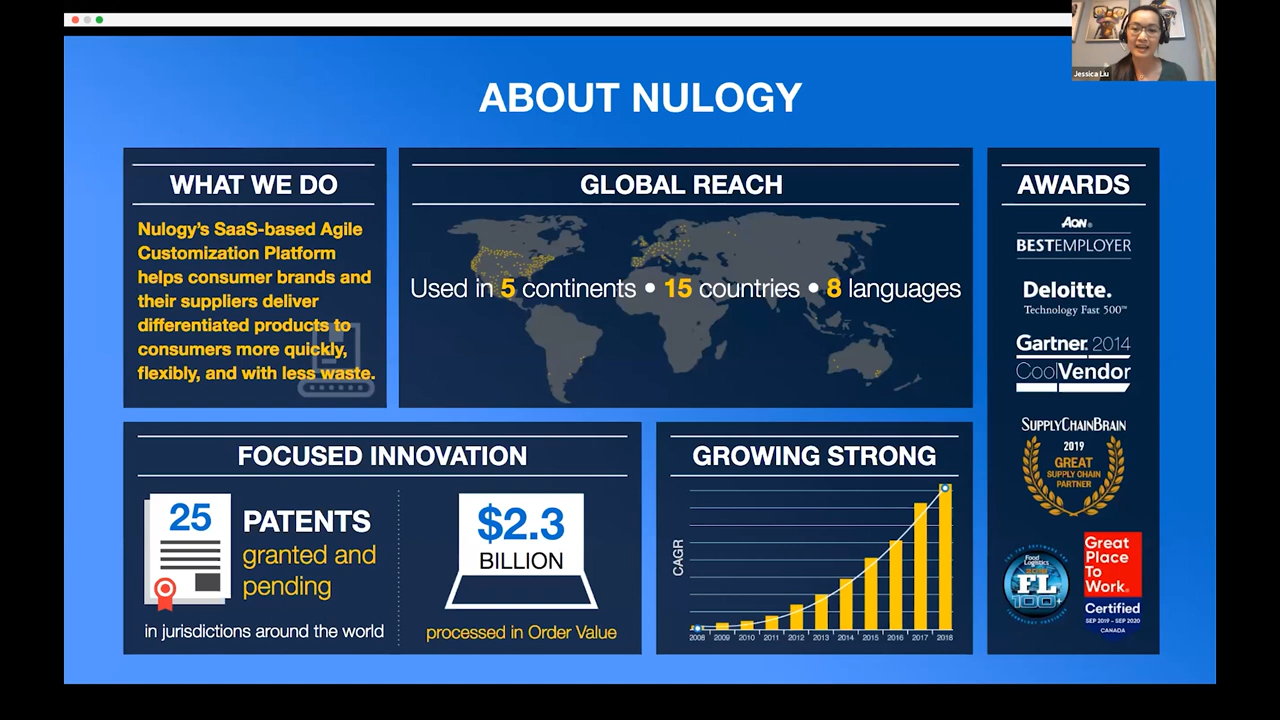 Jessica Liu
ABOUT NULOGY
WHAT WE DO
Nulogy's SaaS-based Agile
Customization Platform
helps consumer brands and
their suppliers deliver
differentiated products to
consumers more quickly,
flexibly, and with less waste.
GLOBAL REACH
Used in 5 continents • 15 countries • 8 languages
AWARDS
AON
BESTEMPLOYER
Deloitte.
Technology Fast 500™
Gartner 2014
CoolVendor
SUPPLYCHAINBRAIN
2019
GREAT
SUPPLY CHAIN
PARTNER
Food
Logistics
FL
100+
Great
Place
To
Work®
Certified
SEP 2019 – SEP 2020
CANADA
FOCUSED INNOVATION
25
PATENTS
granted and
pending
in jurisdictions around the world
$2.3
BILLION
processed in Order Value
GROWING STRONG
CAGR
2008 2009 2010 2011 2012 2013 2014 2015 2016 2017 2018